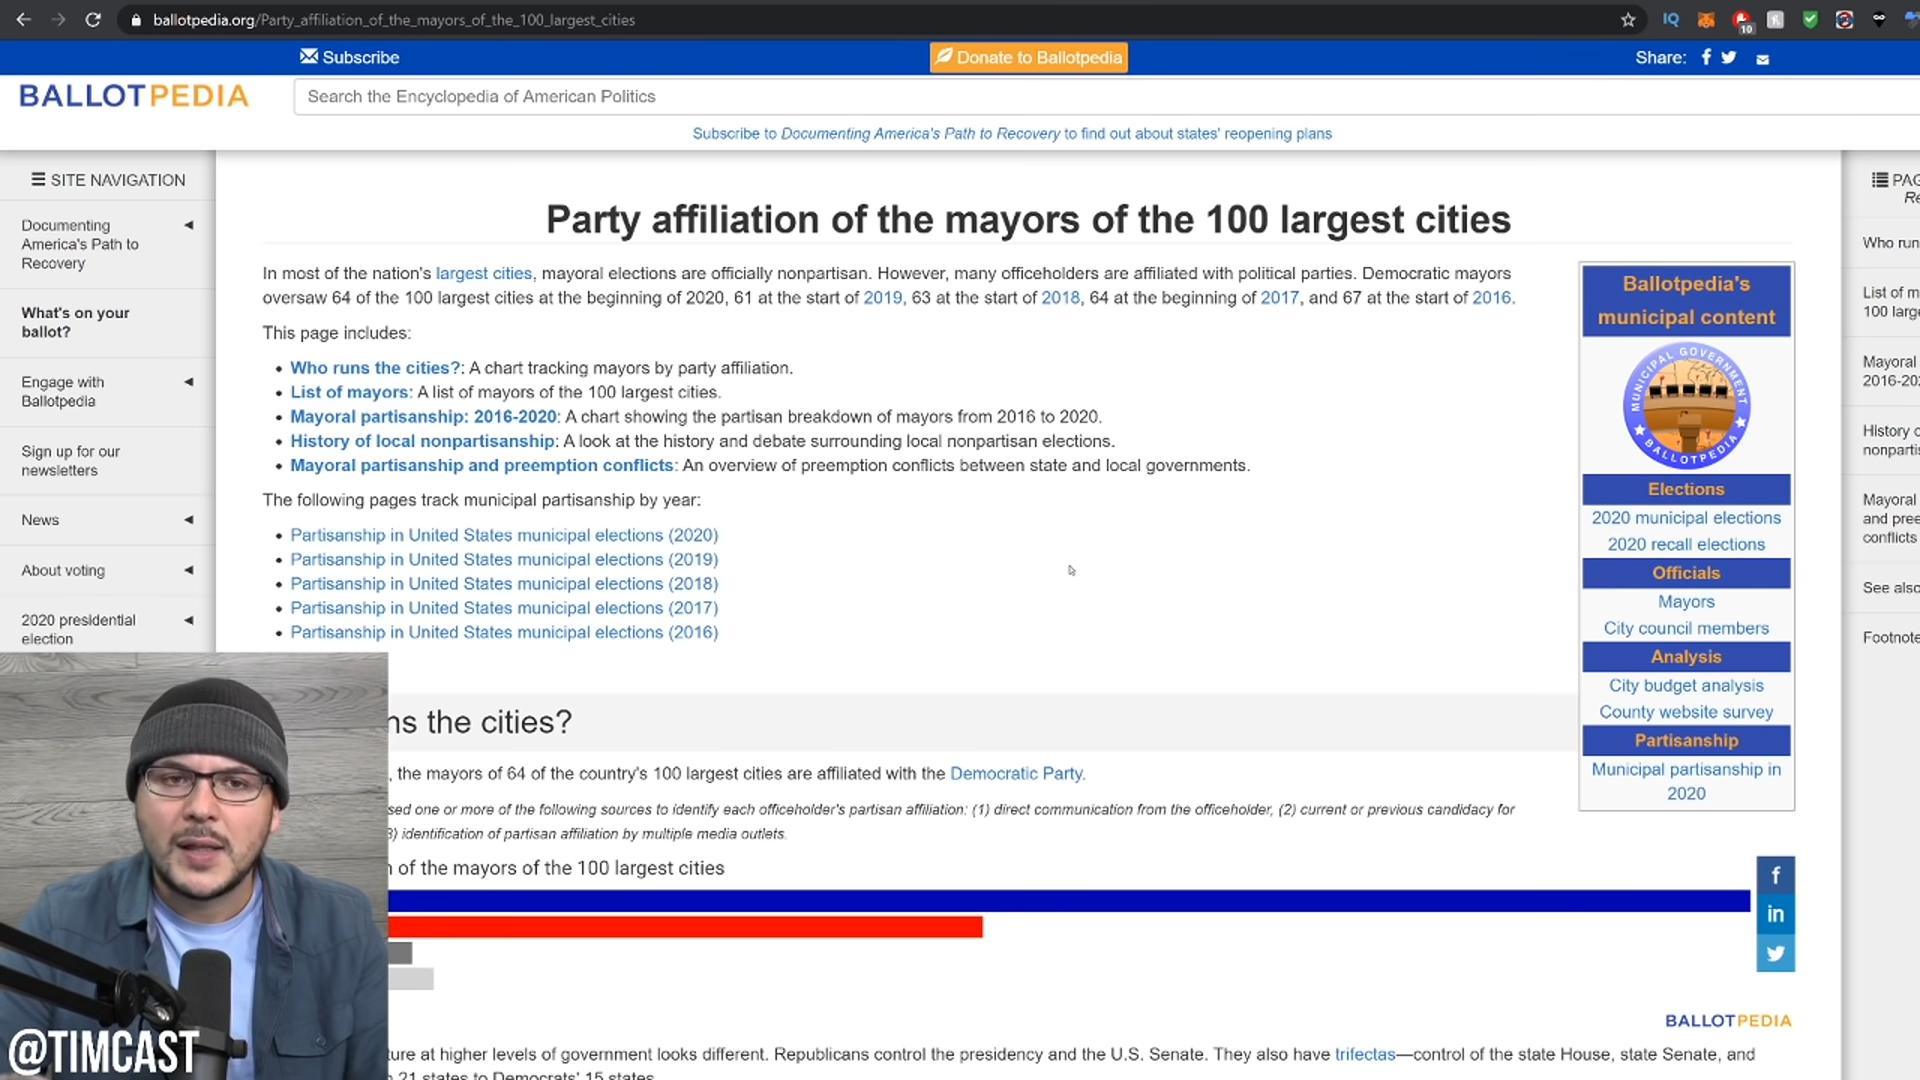 ballotpedia.org/Party_affiliation_of_the_mayors_of_the_100_largest_cities
IQ
10
Subscribe
Donate to Ballotpedia
Share:
BALLOTPEDIA
Search the Encyclopedia of American Politics
Subscribe to Documenting America's Path to Recovery to find out about states' reopening plans
SITE NAVIGATION
Documenting
America's Path to
Recovery
What's on your
ballot?
Engage with
Ballotpedia
Sign up for our
newsletters
News
About voting
2020 presidential
election
Party affiliation of the mayors of the 100 largest cities
In most of the nation's largest cities, mayoral elections are officially nonpartisan. However, many officeholders are affiliated with political parties. Democratic mayors
oversaw 64 of the 100 largest cities at the beginning of 2020, 61 at the start of 2019, 63 at the start of 2018, 64 at the beginning of 2017, and 67 at the start of 2016.
This page includes:
• Who runs the cities?: A chart tracking mayors by party affiliation.
• List of mayors: A list of mayors of the 100 largest cities.
• Mayoral partisanship: 2016-2020: A chart showing the partisan breakdown of mayors from 2016 to 2020.
• History of local nonpartisanship: A look at the history and debate surrounding local nonpartisan elections.
• Mayoral partisanship and preemption conflicts: An overview of preemption conflicts between state and local governments.
The following pages track municipal partisanship by year:
• Partisanship in United States municipal elections (2020)
• Partisanship in United States municipal elections (2019)
• Partisanship in United States municipal elections (2018)
• Partisanship in United States municipal elections (2017)
• Partisanship in United States municipal elections (2016)
ns the cities?
, the mayors of 64 of the country's 100 largest cities are affiliated with the Democratic Party.
sed one or more of the following sources to identify each officeholder's partisan affiliation: (1) direct communication from the officeholder, (2) current or previous candidacy for
3) identification of partisan affiliation by multiple media outlets.
n of the mayors of the 100 largest cities
BALLOTPEDIA
ture at higher levels of government looks different. Republicans control the presidency and the U.S. Senate. They also have trifectas—control of the state House, state Senate, and
21 states to Democrats' 15 states.
Ballotpedia's
municipal content
MUNICIPAL GOVERNMENT
BALLOTPEDIA
Elections
2020 municipal elections
2020 recall elections
Officials
Mayors
City council members
Analysis
City budget analysis
County website survey
Partisanship
Municipal partisanship in
2020
f
in
PAG
Re
Who run
List of m
100 larg
Mayoral
2016-202
History o
nonpartis
Mayoral
and pree
conflicts
See also
Footnote
@TIMCAST